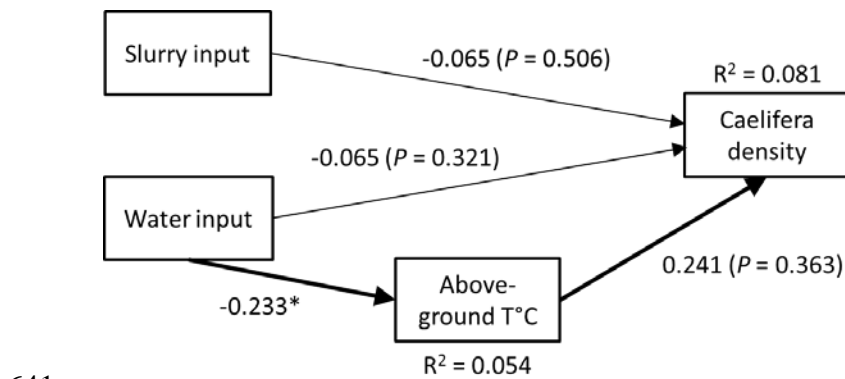 Slurry input
-0.065 (P = 0.506)
R² = 0.081
Caelifera
density
-0.065 (P = 0.321)
Water input
0.241 (P = 0.363)
-0.233*
Above-
ground T°C
R² = 0.054